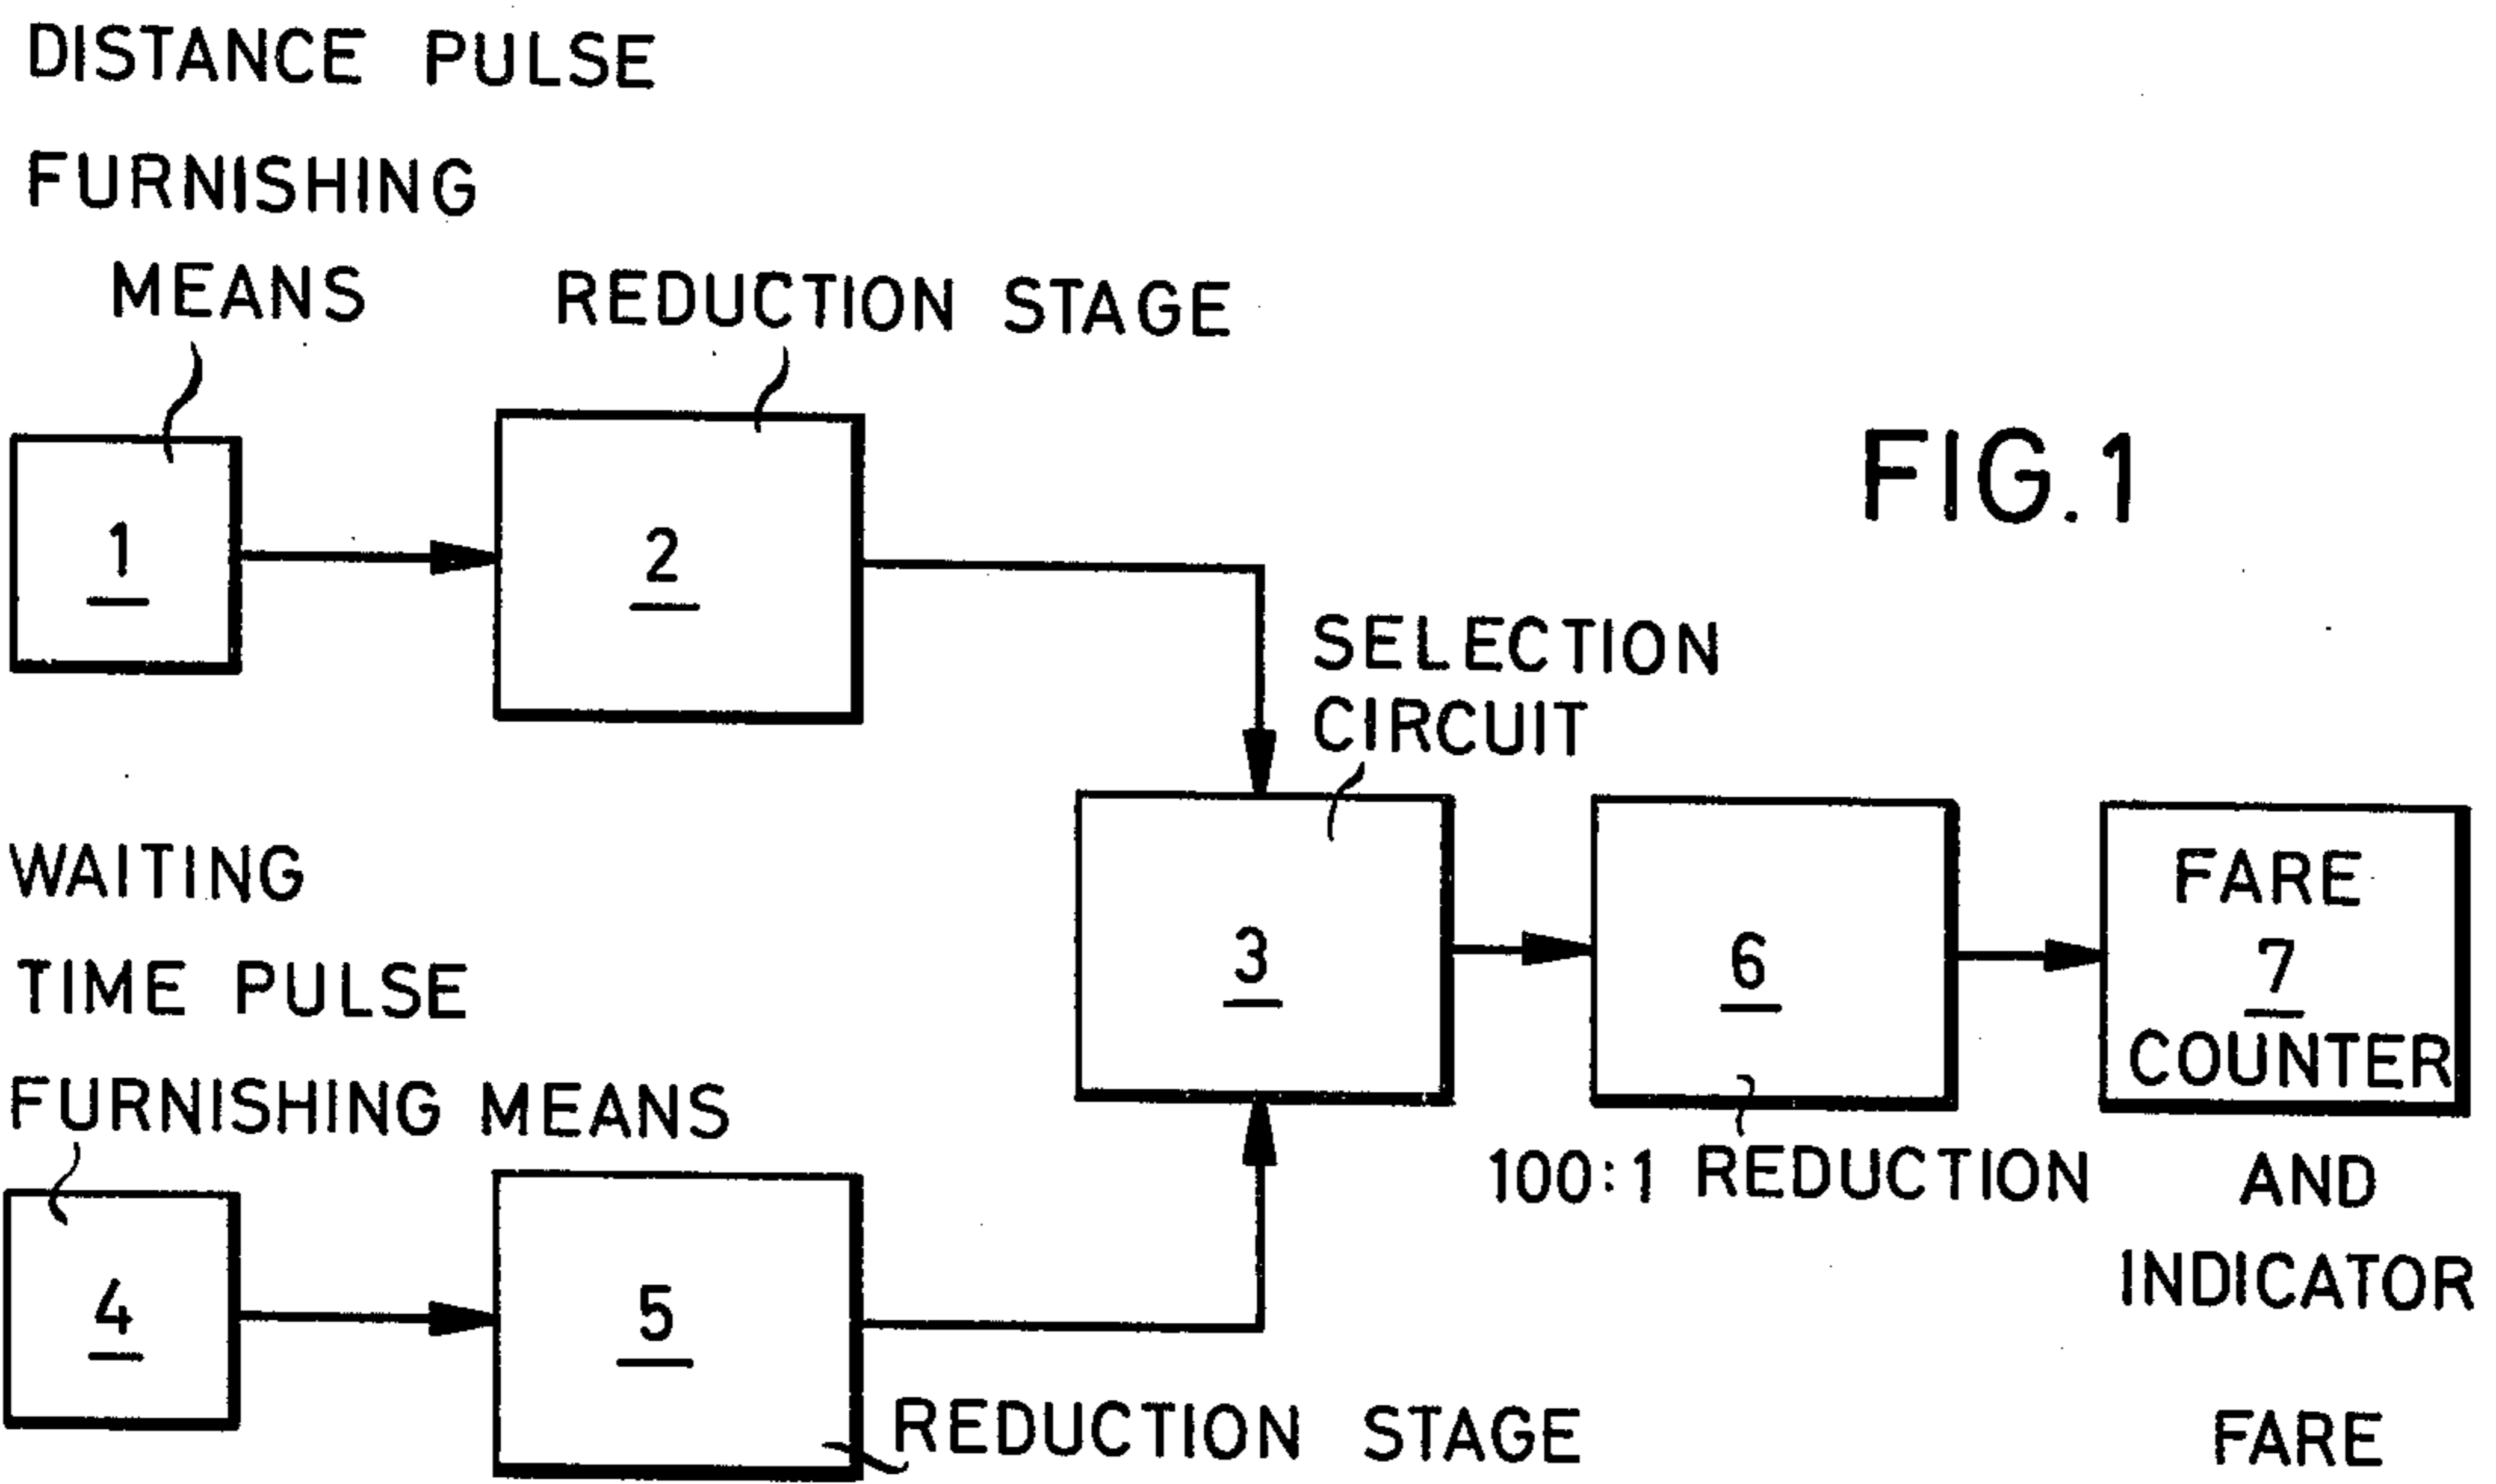 DISTANCE PULSE
FURNISHING
MEANS
REDUCTION STAGE
1
2
FIG.1
SELECTION
CIRCUIT
WAITING
TIME PULSE
FURNISHING MEANS
3
6
FARE
7
COUNTER
100:1 REDUCTION
AND
INDICATOR
FARE
4
5
REDUCTION STAGE